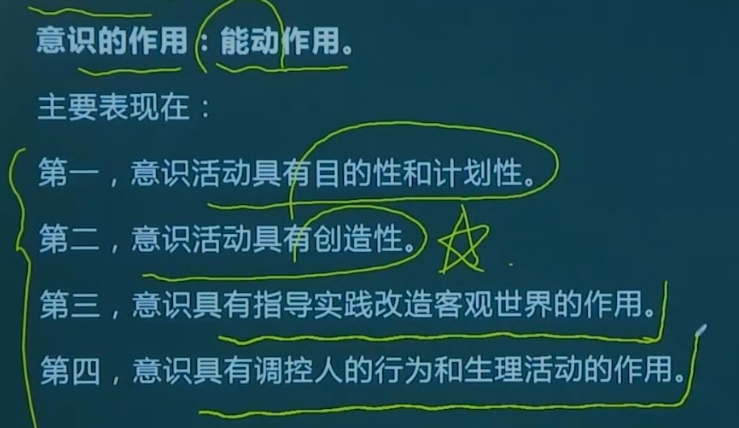 意识的作用：能动作用。
主要表现在：
第一，意识活动具有目的性和计划性。
第二，意识活动具有创造性。
第三，意识具有指导实践改造客观世界的作用。
第四，意识具有调控人的行为和生理活动的作用。